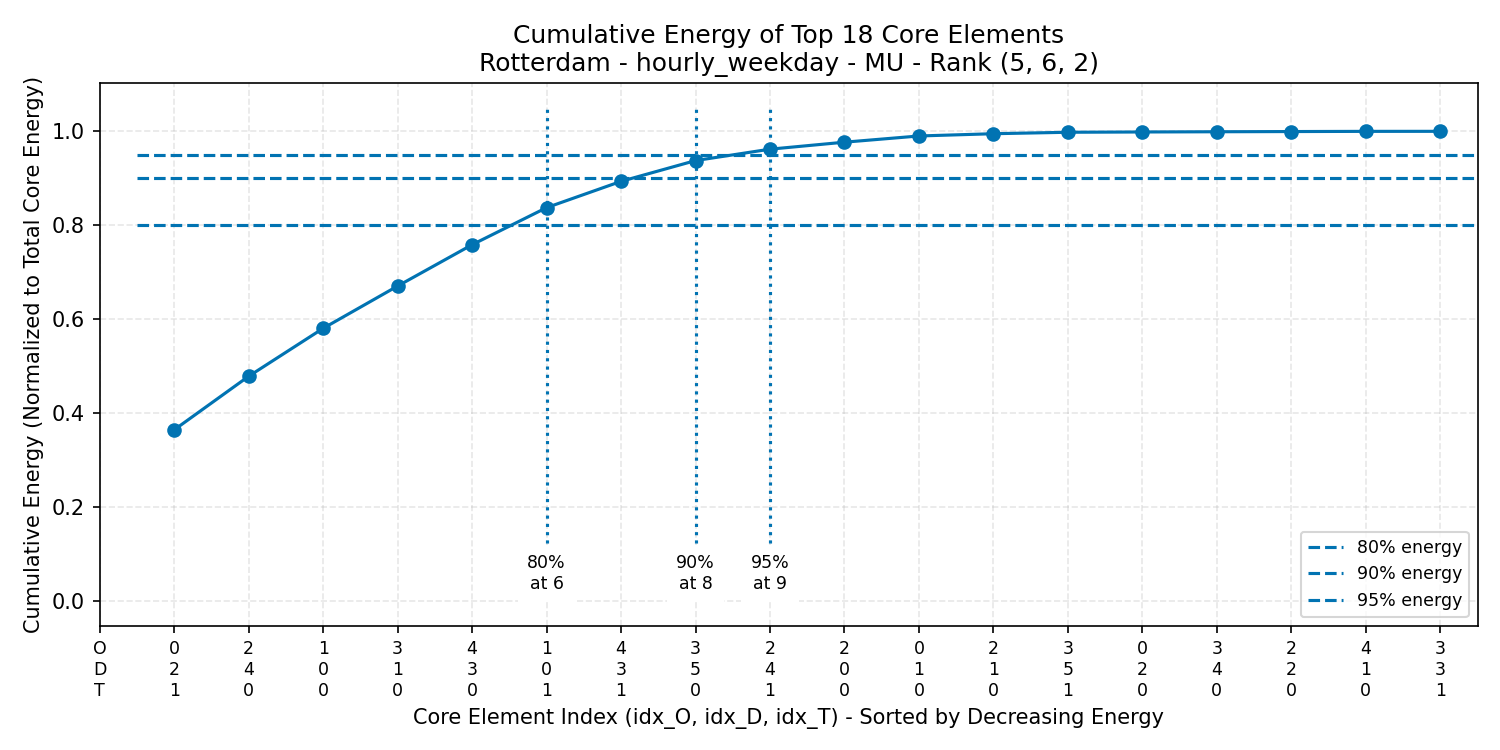 Cumulative Energy of Top 18 Core Elements
Rotterdam - hourly_weekday - MU - Rank (5, 6, 2)
Cumulative Energy (Normalized to Total Core Energy)
1.0
0.8
0.6
0.4
0.2
0.0
80%
at 6
90%
at 8
95%
at 9
80% energy
90% energy
95% energy
O 0 2 1 3 4 1 4 3 2 2 0 2 3 0 3 2 4 3
D 2 4 0 1 3 0 3 5 4 0 1 1 5 2 4 2 1 3
T 1 0 0 0 0 1 1 0 1 0 0 0 1 0 0 0 0 1
Core Element Index (idx_O, idx_D, idx_T) - Sorted by Decreasing Energy